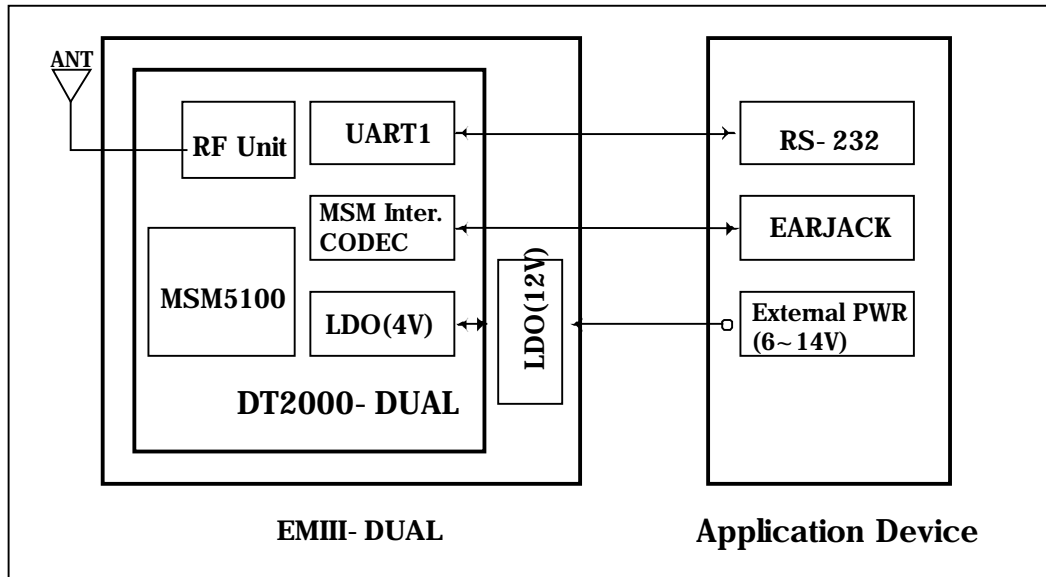 ANT
RF Unit
UART1
RS- 232
MSM Inter.
CODEC
EARJACK
MSM5100
LDO(4V)
LDO(12V)
External PWR
(6~14V)
DT2000- DUAL
EMIII- DUAL
Application Device